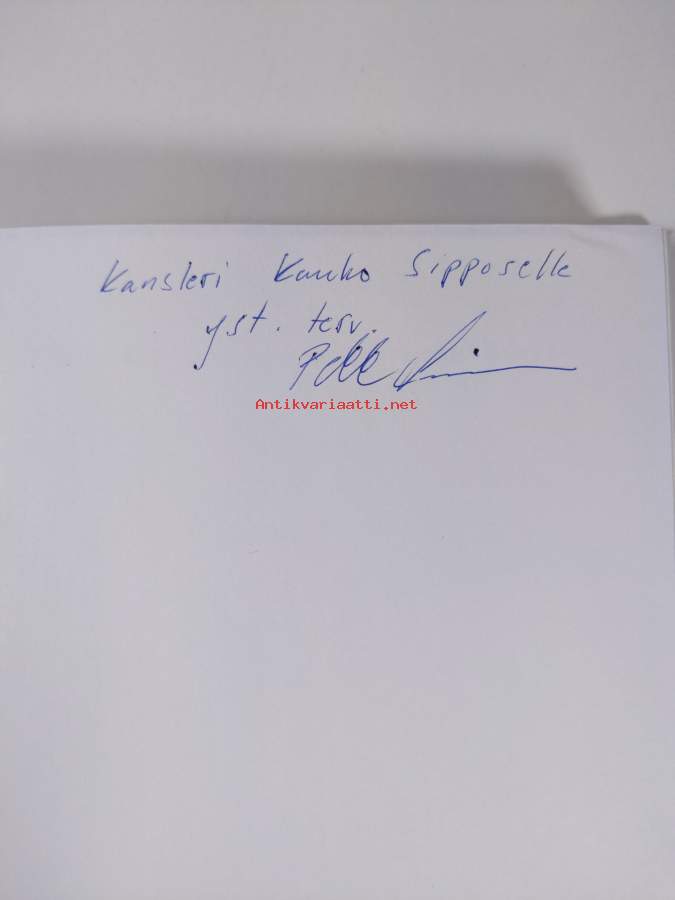 Kansleri Kauko Sipposelle
yst. terv.
Antikvariaatti.net